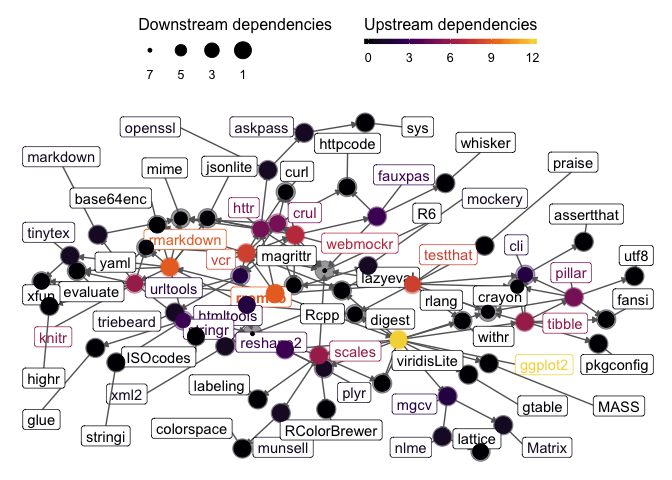 Downstream dependencies
Upstream dependencies
7 5 3 1
0 3 6 9 12
openssl
askpass
sys
httpcode
whisker
markdown
mime
jsonlite
curl
fauxpas
praise
base64enc
httr
crul
R6
mockery
assertthat
tinytex
rmarkdown
webmockr
testthat
cli
yaml
vcr
magrittr
pillar
utf8
xfun
evaluate
urltools
lazyeval
rlang
crayon
fansi
triebeard
htmltools
Rcpp
digest
withr
tibble
knitr
stringr
reshape2
scales
viridisLite
ggplot2
pkgconfig
highr
ISOcodes
xml2
labeling
plyr
mgcv
gtable
MASS
glue
stringi
colorspace
munsell
RColorBrewer
nlme
lattice
Matrix